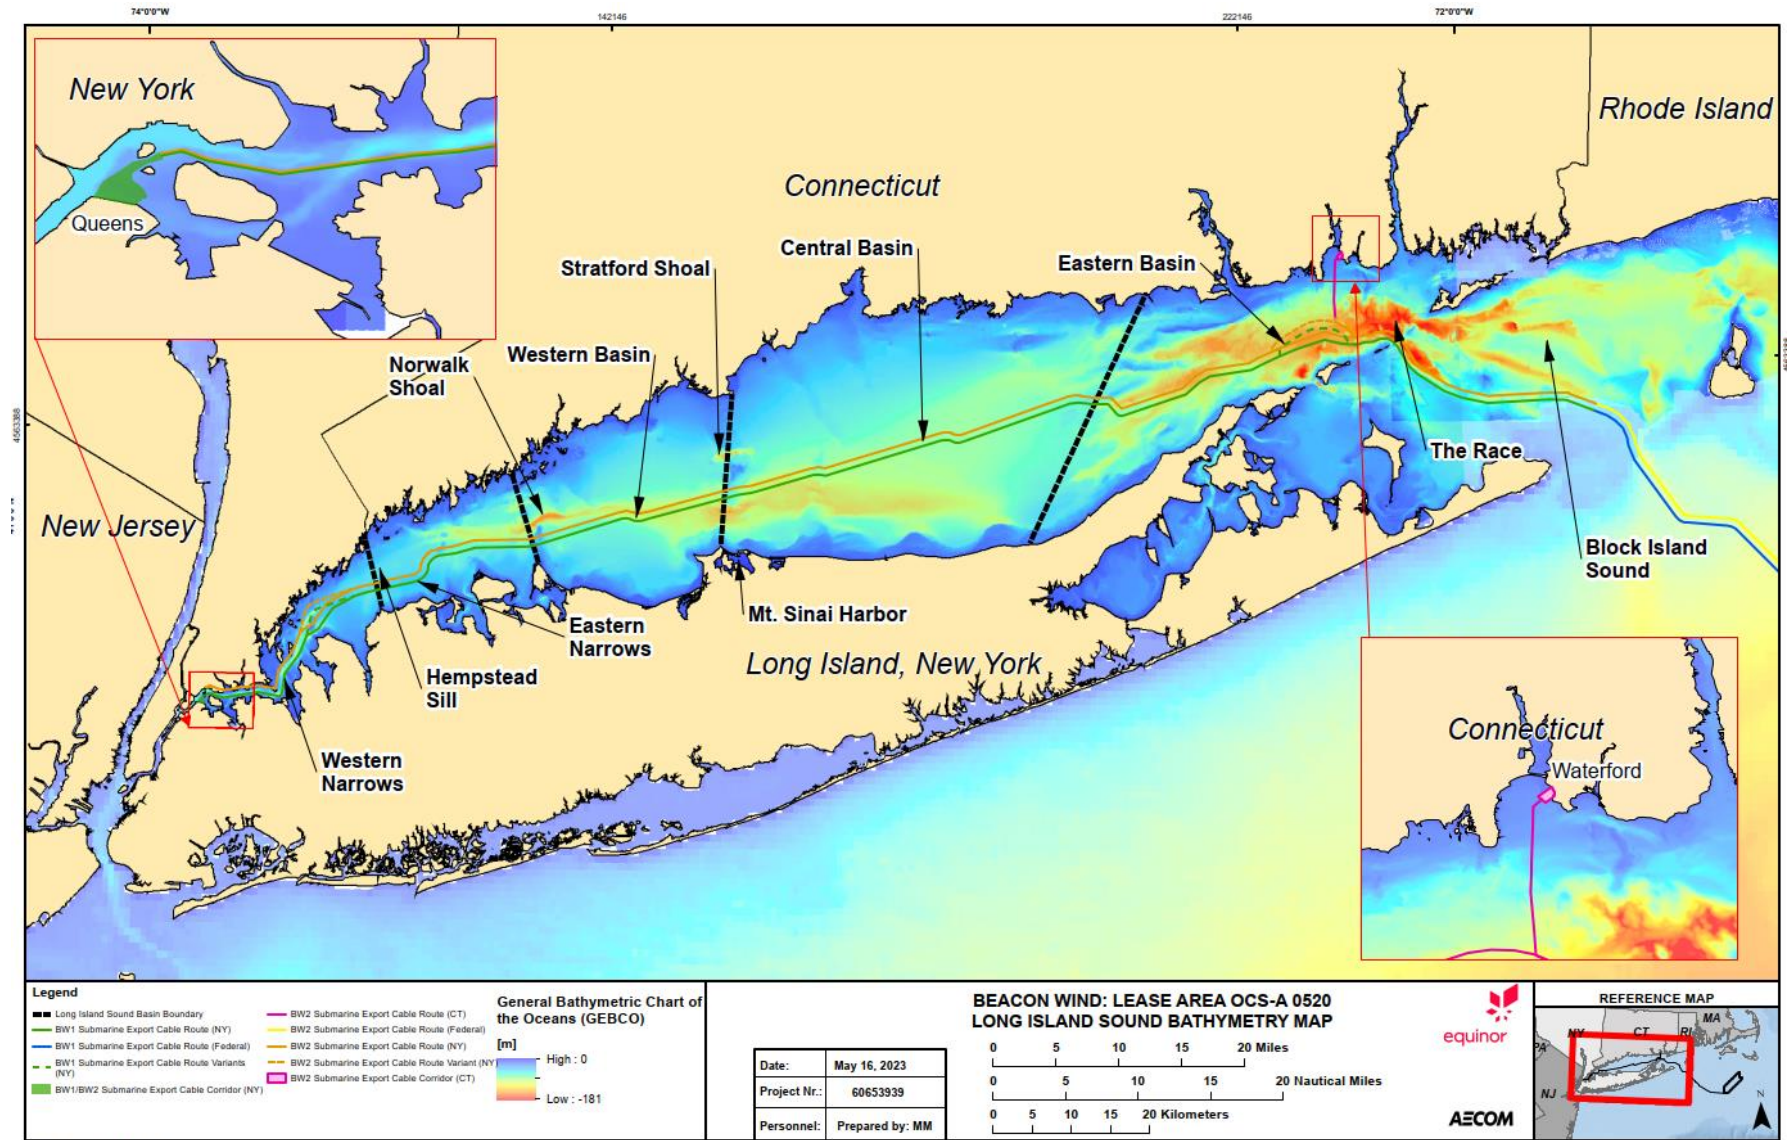 74°0'0"W
142146
222146
72°0'0"W
New York
Queens
Rhode Island
Connecticut
Central Basin
Stratford Shoal
Eastern Basin
Western Basin
Norwalk
Shoal
4563388
New Jersey
The Race
Block Island
Sound
Mt. Sinai Harbor
Eastern
Narrows
Long Island, New York
Hempstead
Sill
Western
Narrows
Connecticut
Waterford
Legend
Long Island Sound Basin Boundary
BW1 Submarine Export Cable Route (NY)
BW1 Submarine Export Cable Route (Federal)
BW1 Submarine Export Cable Route Variants
(NY)
BW1/BW2 Submarine Export Cable Corridor (NY)
BW2 Submarine Export Cable Route (CT)
BW2 Submarine Export Cable Route (Federal)
BW2 Submarine Export Cable Route (NY)
BW2 Submarine Export Cable Route Variant (NY)
BW2 Submarine Export Cable Corridor (CT)
General Bathymetric Chart of
the Oceans (GEBCO)
[m]
High : 0
Low : -181
Date: May 16, 2023
Project Nr.: 60653939
Personnel: Prepared by: MM
BEACON WIND: LEASE AREA OCS-A 0520
LONG ISLAND SOUND BATHYMETRY MAP
0 5 10 15 20 Miles
0 5 10 15 20 Nautical Miles
0 5 10 15 20 Kilometers
equinor
AECOM
REFERENCE MAP
NY
CT
RI
MA
PA
NJ
N